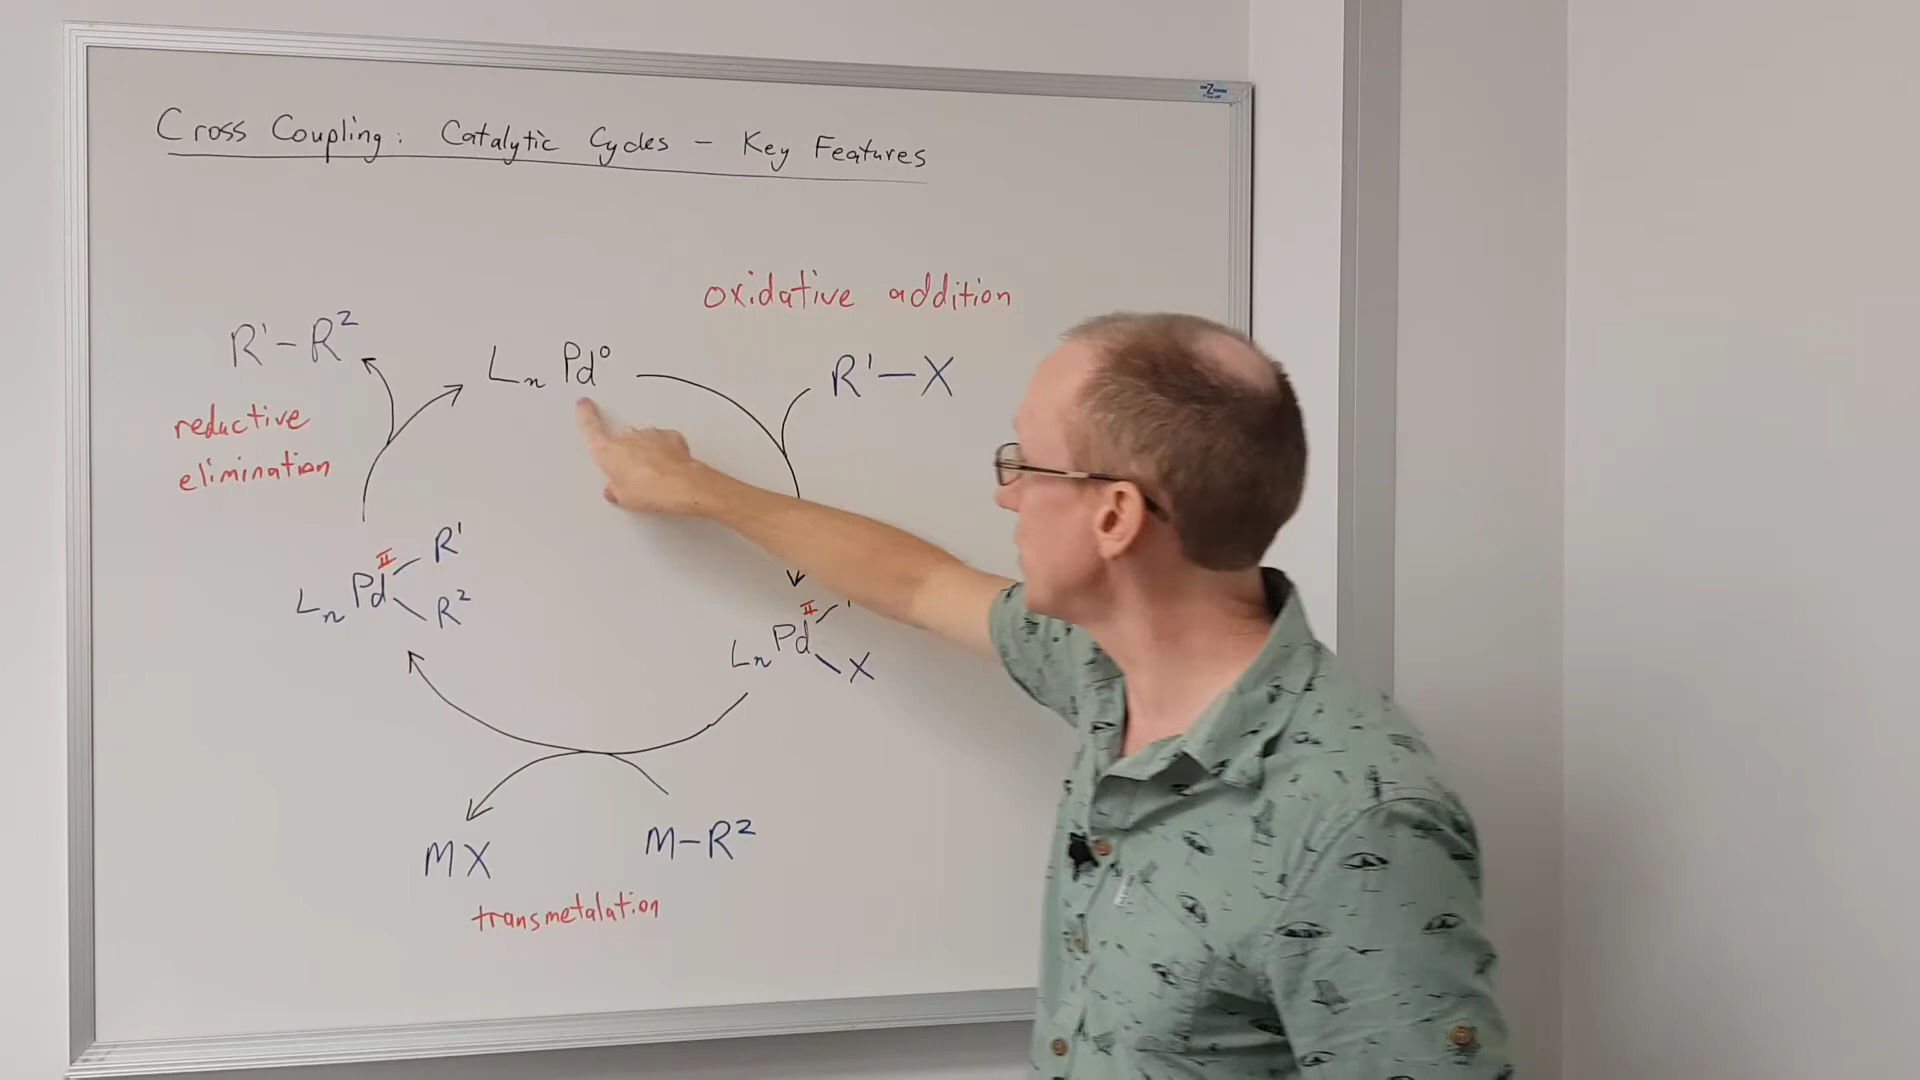 Cross Coupling: Catalytic Cycles - Key Features
oxidative addition
R¹-R²
Ln Pd⁰
R¹-X
reductive
elimination
II
R¹
Ln Pd
R²
II
Ln Pd
X
MX
M-R²
transmetalation